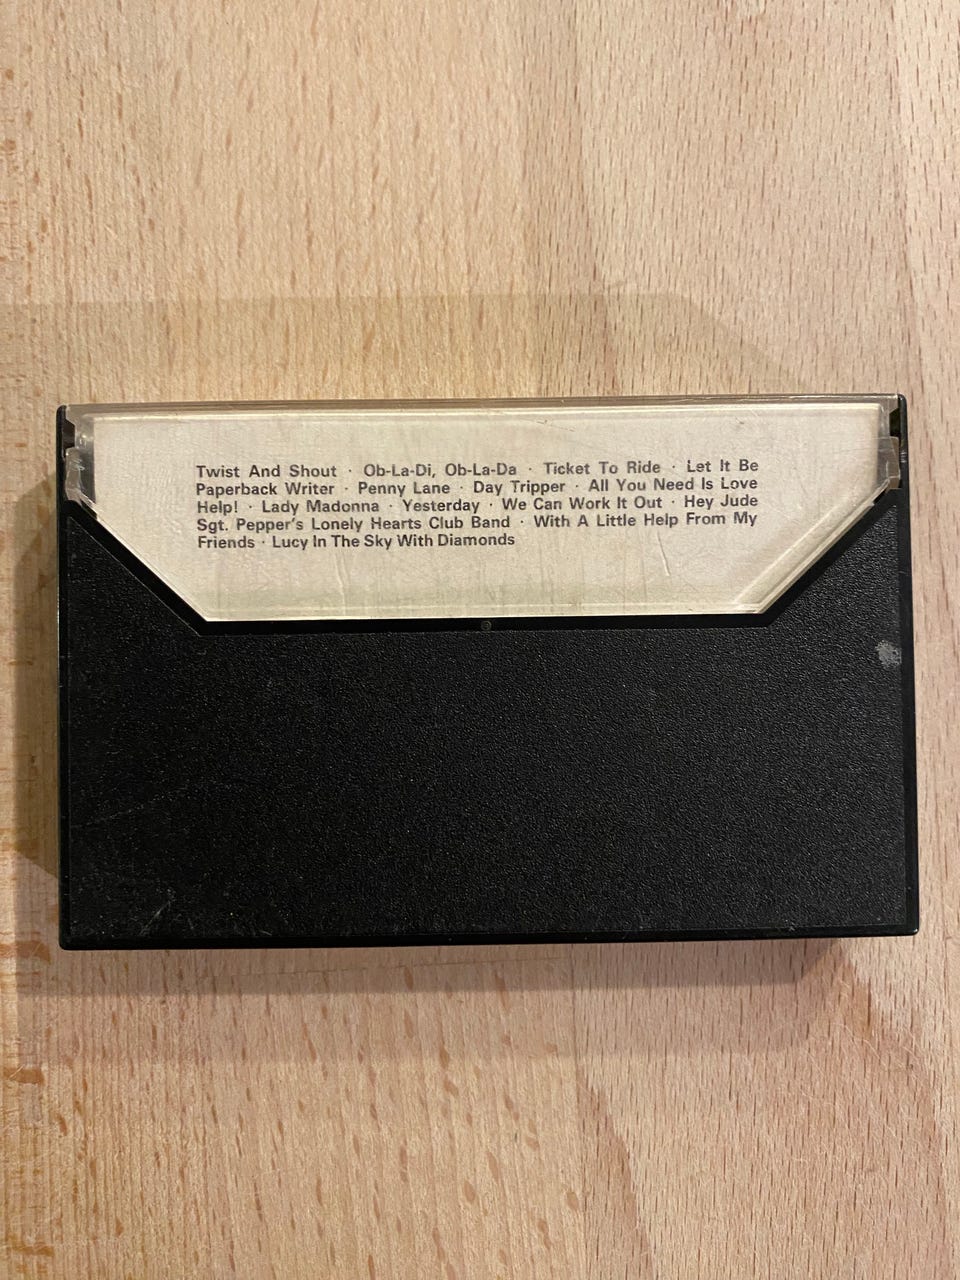 Twist And Shout · Ob-La-Di, Ob-La-Da · Ticket To Ride · Let It Be
Paperback Writer · Penny Lane · Day Tripper · All You Need Is Love
Help! · Lady Madonna · Yesterday · We Can Work It Out · Hey Jude
Sgt. Pepper's Lonely Hearts Club Band · With A Little Help From My
Friends · Lucy In The Sky With Diamonds